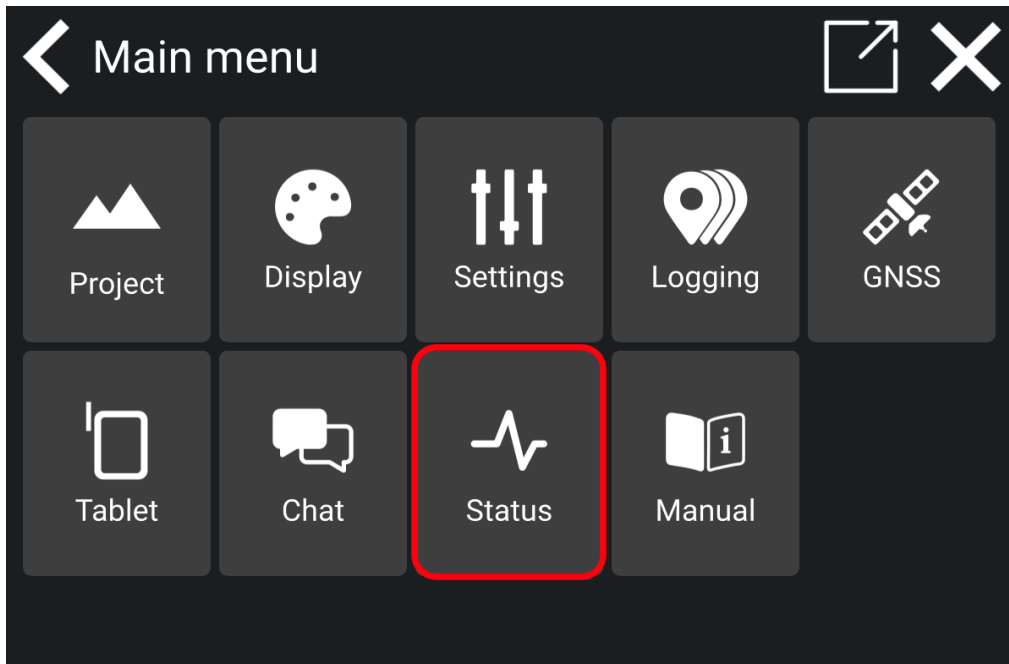 Main menu
Project
Display
Settings
Logging
GNSS
Tablet
Chat
Status
i
Manual